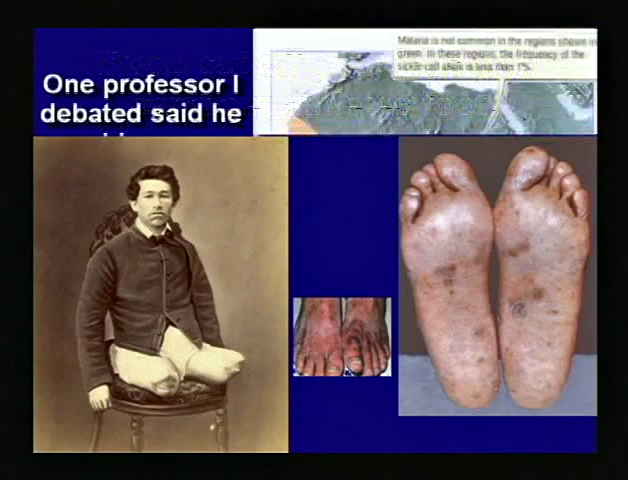 One professor I
debated said he
Malaria is not common in the regions shown in
green. In these regions, the frequency of the
sickle-cell allele is less than 1%.